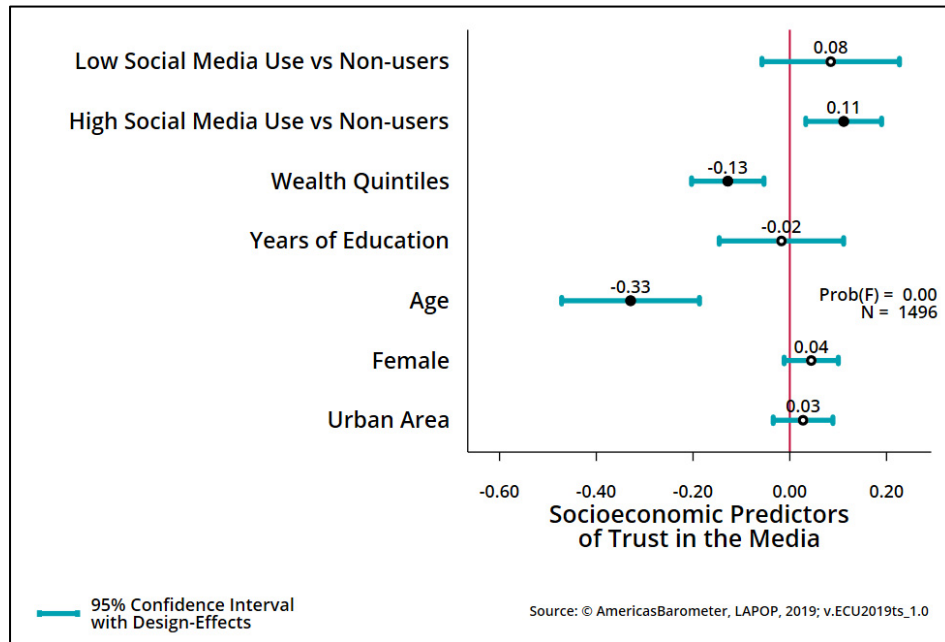 Low Social Media Use vs Non-users
0.08
High Social Media Use vs Non-users
0.11
Wealth Quintiles
-0.13
Years of Education
-0.02
Age
-0.33
Prob(F) = 0.00
N = 1496
Female
0.04
Urban Area
0.03
-0.60 -0.40 -0.20 0.00 0.20
Socioeconomic Predictors
of Trust in the Media
95% Confidence Interval
with Design-Effects
Source: © AmericasBarometer, LAPOP, 2019; v.ECU2019ts_1.0